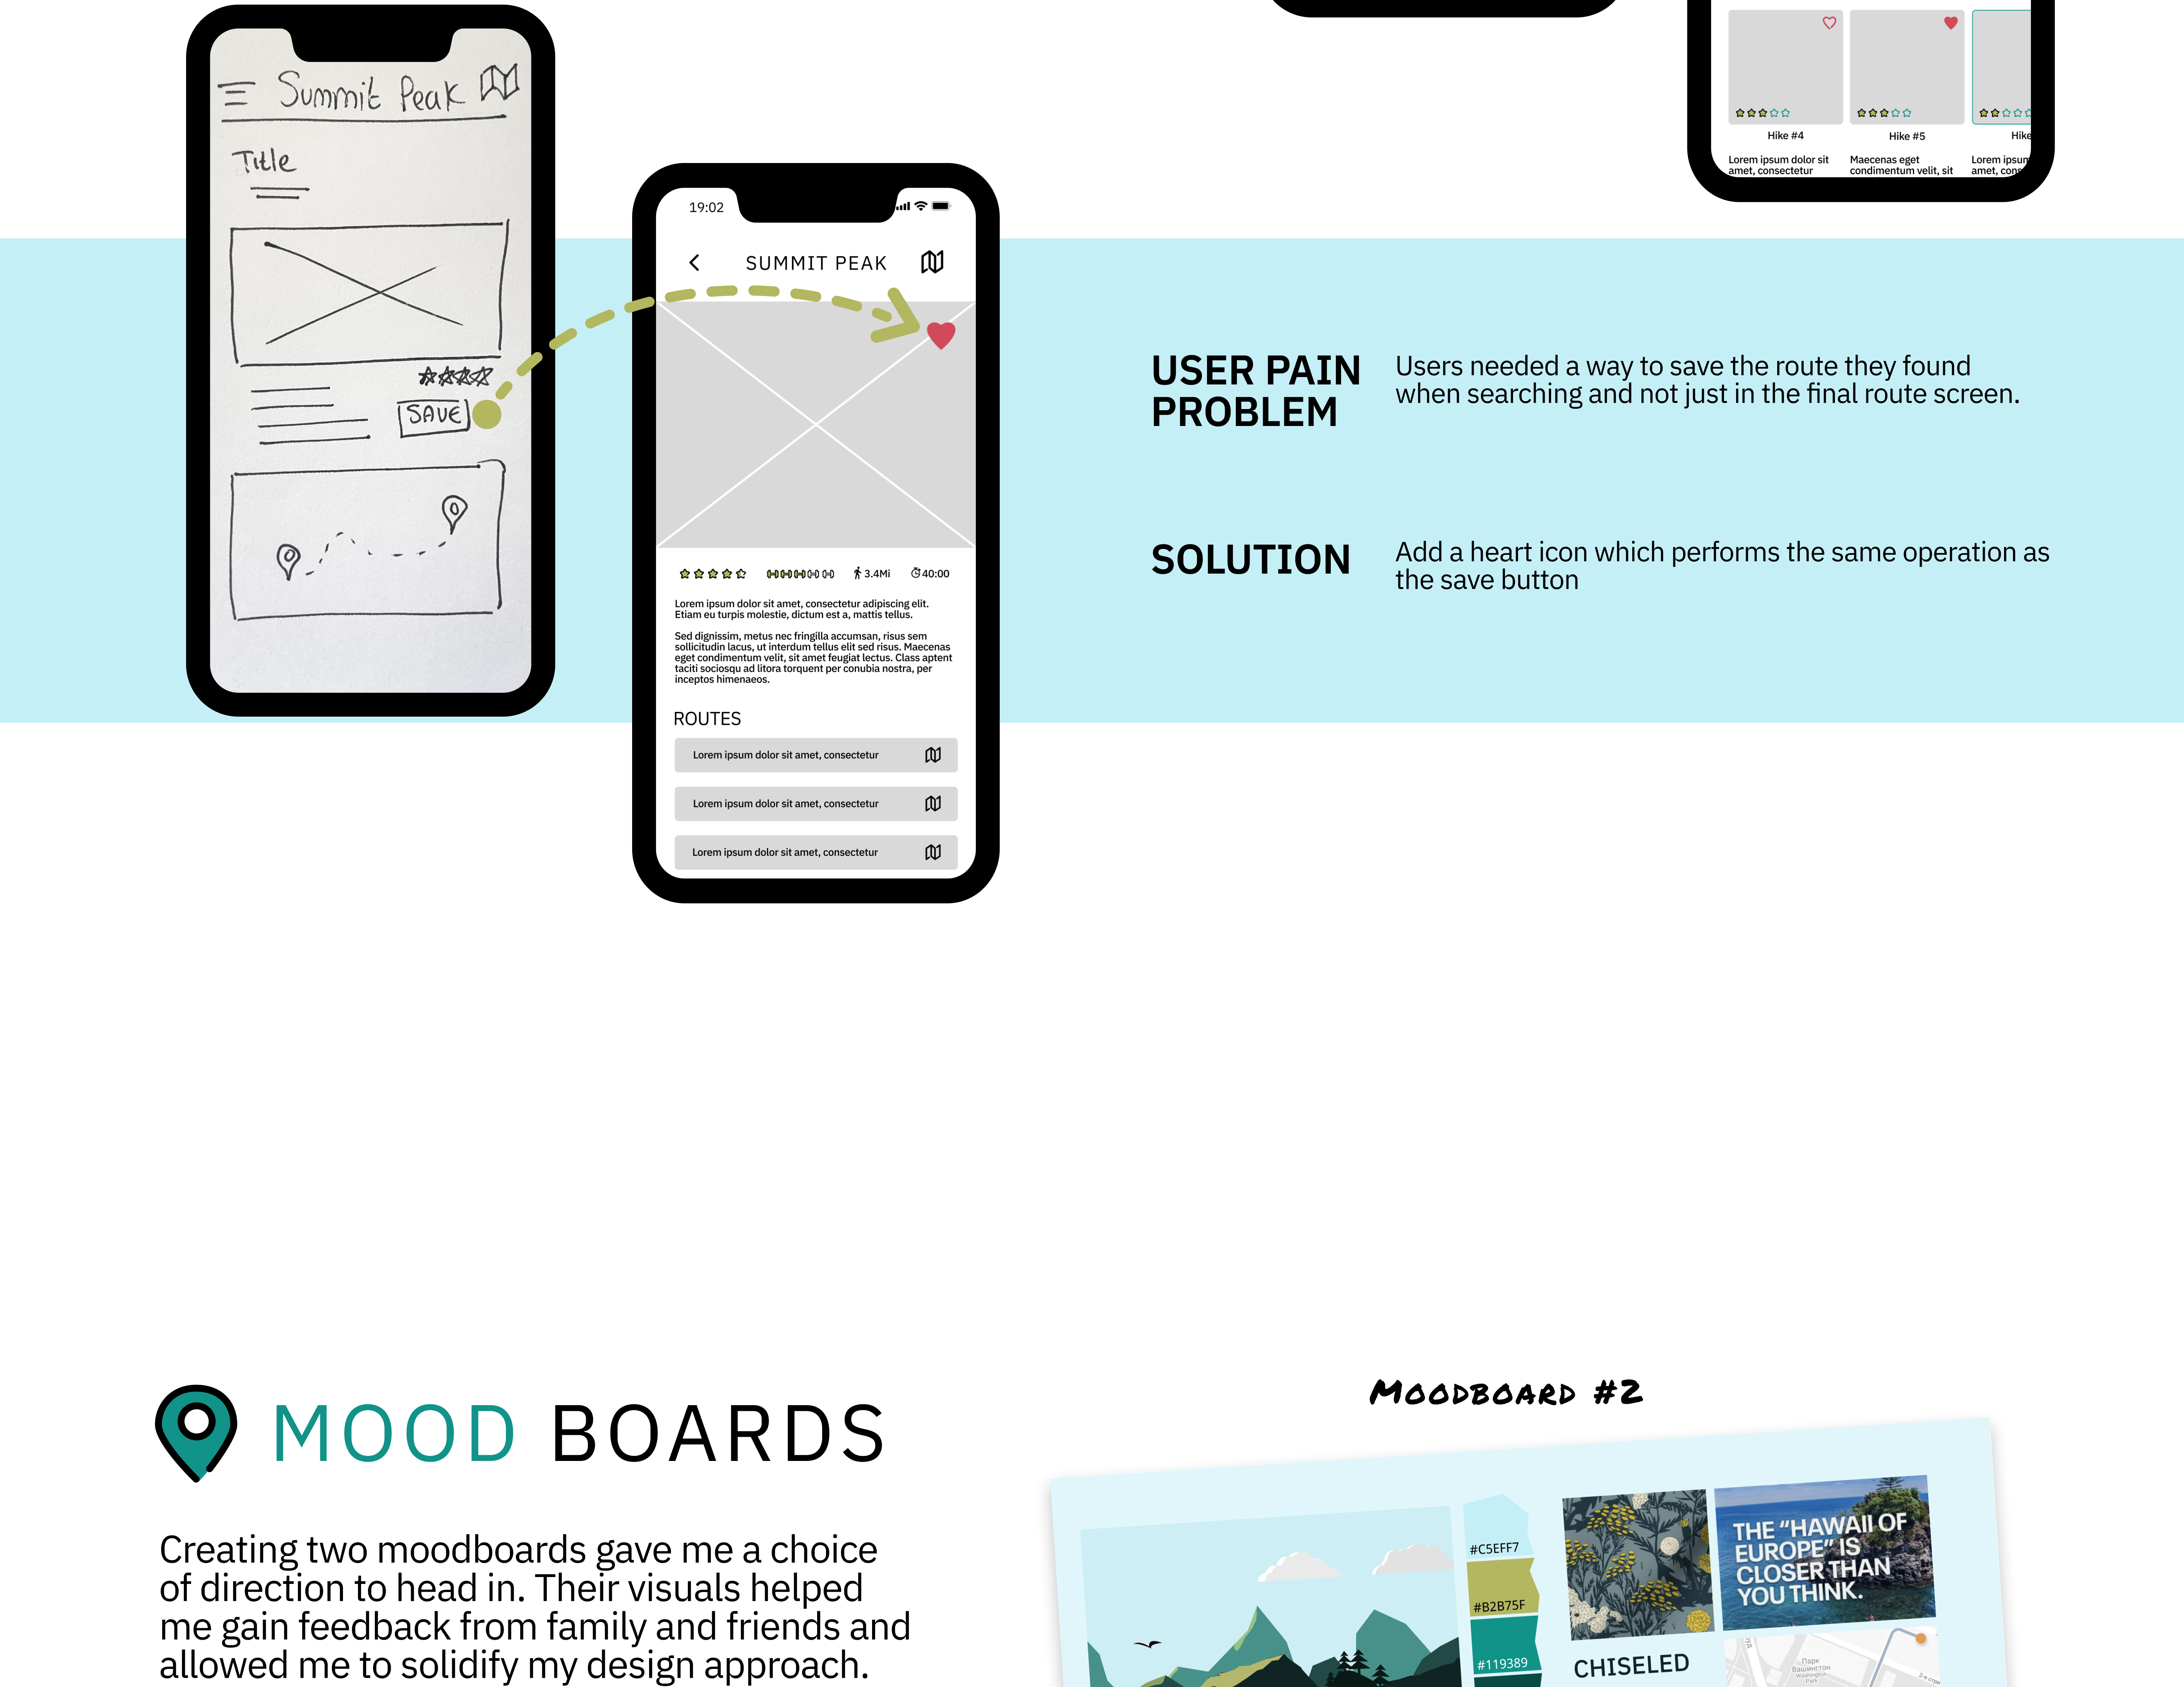 Summit Peak
Title
SAVE
Hike #4
Hike #5
Hike
Lorem ipsum dolor sit
amet, consectetur
Maecenas eget
condimentum velit, sit
Lorem ipsum
amet, cons
19:02
SUMMIT PEAK
3.4Mi
40:00
Lorem ipsum dolor sit amet, consectetur adipiscing elit.
Etiam eu turpis molestie, dictum est a, mattis tellus.
Sed dignissim, metus nec fringilla accumsan, risus sem
sollicitudin lacus, ut interdum tellus elit sed risus. Maecenas
eget condimentum velit, sit amet feugiat lectus. Class aptent
taciti sociosqu ad litora torquent per conubia nostra, per
inceptos himenaeos.
ROUTES
Lorem ipsum dolor sit amet, consectetur
Lorem ipsum dolor sit amet, consectetur
Lorem ipsum dolor sit amet, consectetur
USER PAIN
PROBLEM
Users needed a way to save the route they found
when searching and not just in the final route screen.
SOLUTION
Add a heart icon which performs the same operation as
the save button
MOOD BOARDS
Creating two moodboards gave me a choice
of direction to head in. Their visuals helped
me gain feedback from family and friends and
allowed me to solidify my design approach.
MOODBOARD #2
#C5EFF7
#B2B75F
#119389
THE “HAWAII OF
EUROPE” IS
CLOSER THAN
YOU THINK.
CHISELED
Парк
Вашингтон
Washington
Park